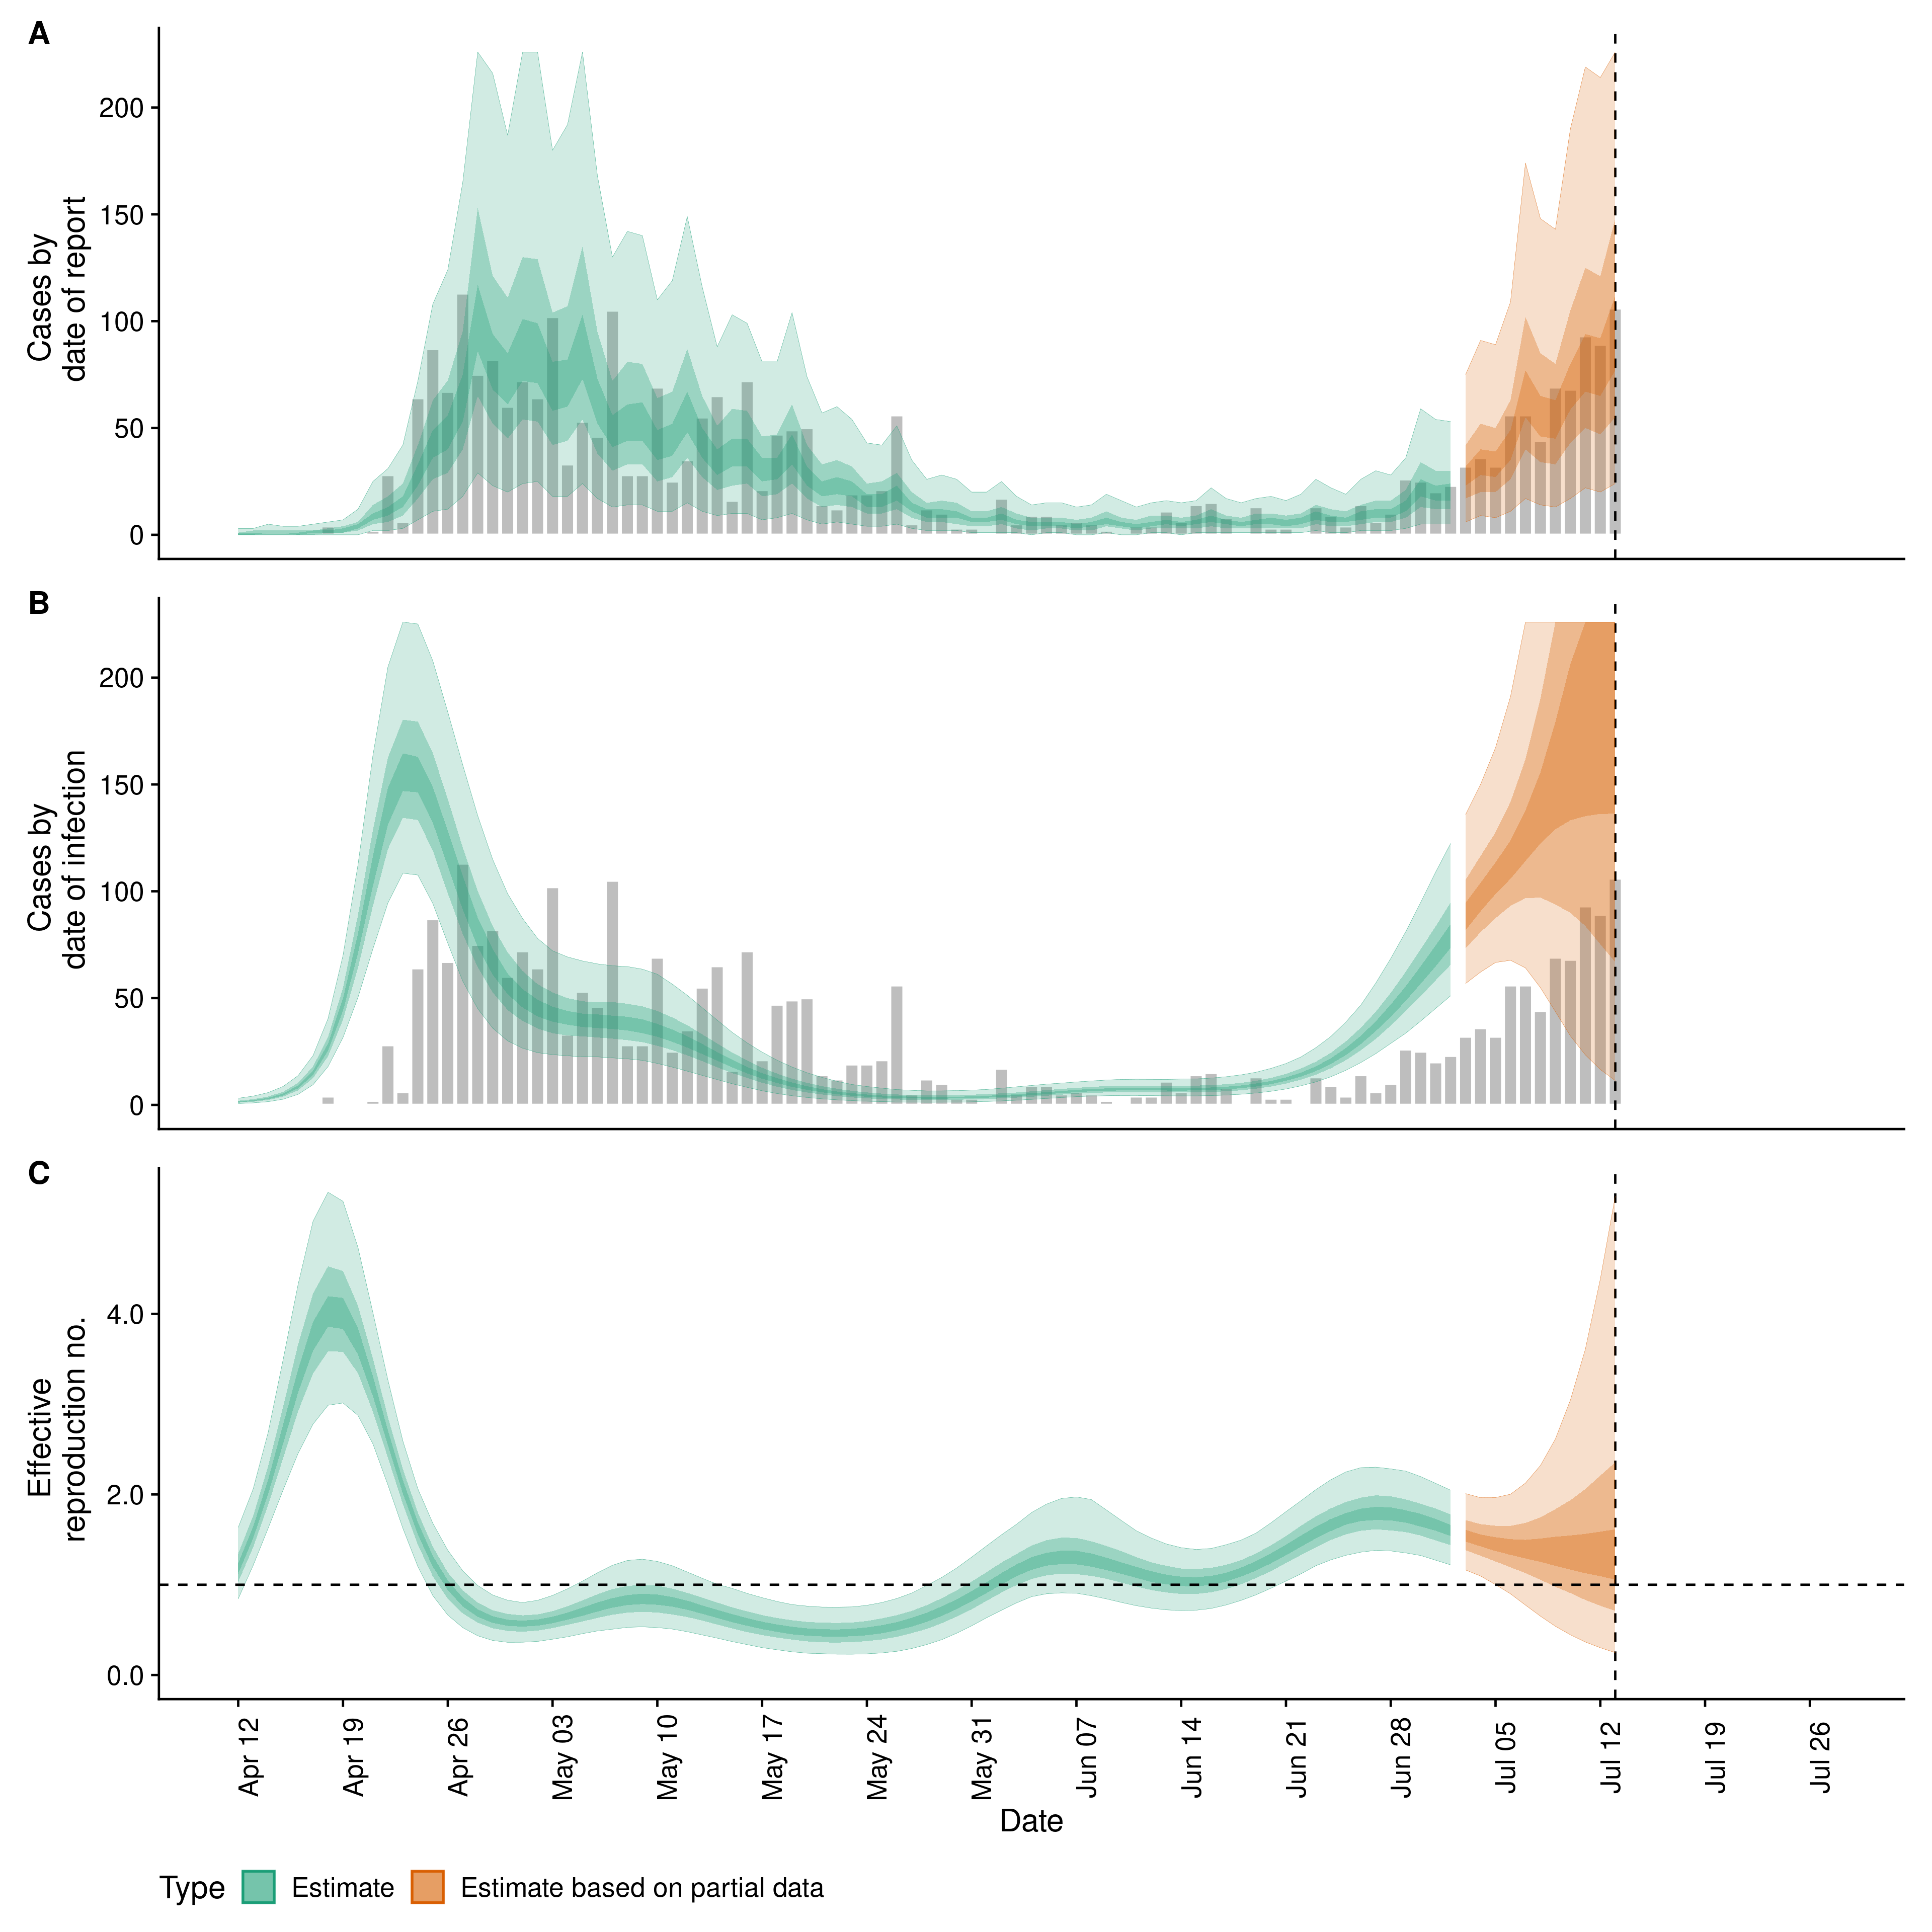 A
Cases by
date of report
200
150
100
50
0
B
Cases by
date of infection
200
150
100
50
0
C
Effective
reproduction no.
4.0
2.0
0.0
Apr 12
Apr 19
Apr 26
May 03
May 10
May 17
May 24
May 31
Jun 07
Jun 14
Jun 21
Jun 28
Jul 05
Jul 12
Jul 19
Jul 26
Date
Type Estimate Estimate based on partial data